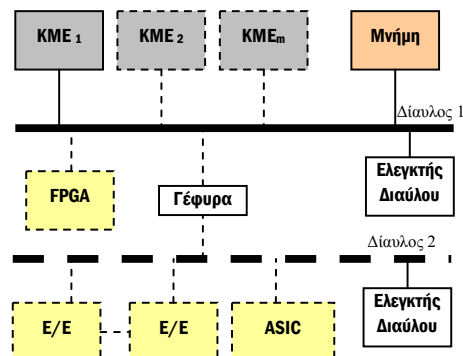 ΚΜΕ 1
ΚΜΕ 2
ΚΜΕm
Μνήμη
Δίαυλος 1
FPGA
Γέφυρα
Ελεγκτής
Διαύλου
Δίαυλος 2
Ε/Ε
Ε/Ε
ASIC
Ελεγκτής
Διαύλου